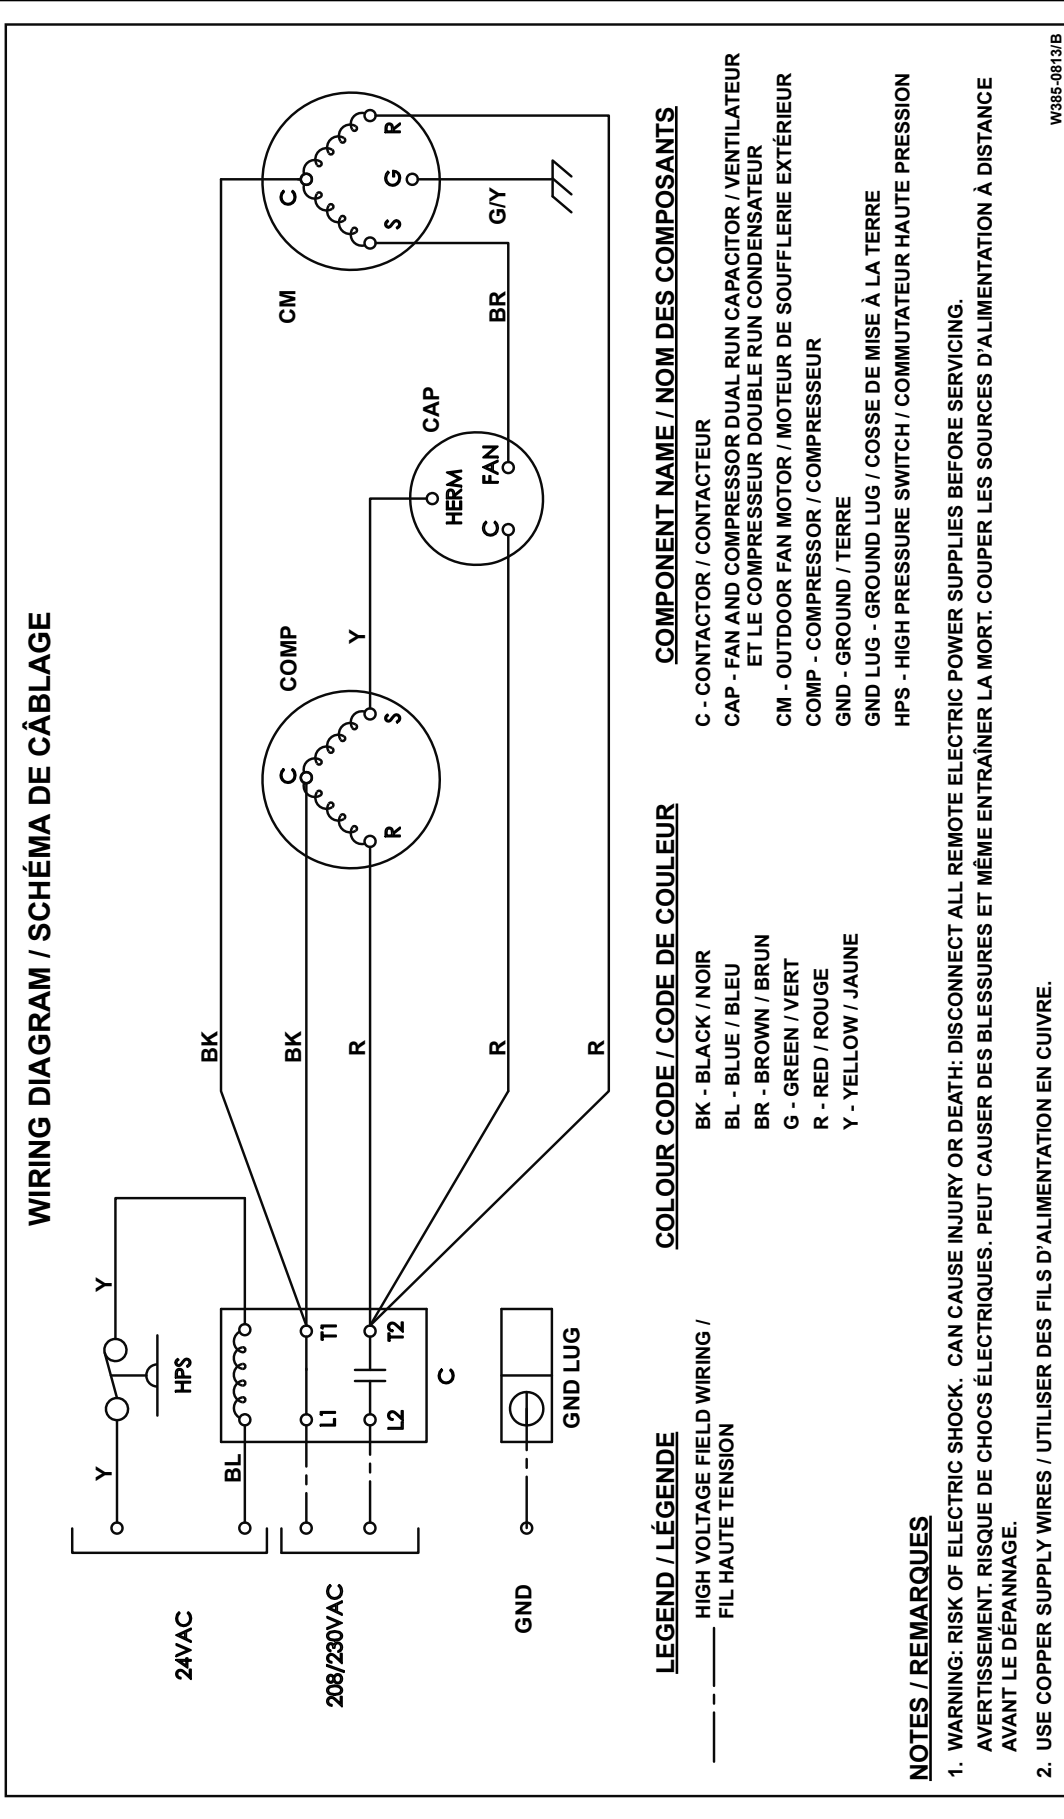 WIRING DIAGRAM / SCHÉMA DE CÂBLAGE
24VAC
Y
Y
HPS
BL
208/230VAC
L1
T1
L2
T2
C
GND
GND LUG
BK
BK
R
R
R
COMP
C
R
S
Y
CAP
HERM
C
FAN
BR
CM
C
S
G
R
G/Y
LEGEND / LÉGENDE
HIGH VOLTAGE FIELD WIRING /
FIL HAUTE TENSION
COLOUR CODE / CODE DE COULEUR
BK - BLACK / NOIR
BL - BLUE / BLEU
BR - BROWN / BRUN
G - GREEN / VERT
R - RED / ROUGE
Y - YELLOW / JAUNE
COMPONENT NAME / NOM DES COMPOSANTS
C - CONTACTOR / CONTACTEUR
CAP - FAN AND COMPRESSOR DUAL RUN CAPACITOR / VENTILATEUR
ET LE COMPRESSEUR DOUBLE RUN CONDENSATEUR
CM - OUTDOOR FAN MOTOR / MOTEUR DE SOUFFLERIE EXTÉRIEUR
COMP - COMPRESSOR / COMPRESSEUR
GND - GROUND / TERRE
GND LUG - GROUND LUG / COSSE DE MISE À LA TERRE
HPS - HIGH PRESSURE SWITCH / COMMUTATEUR HAUTE PRESSION
NOTES / REMARQUES
1. WARNING: RISK OF ELECTRIC SHOCK. CAN CAUSE INJURY OR DEATH: DISCONNECT ALL REMOTE ELECTRIC POWER SUPPLIES BEFORE SERVICING.
AVERTISSEMENT. RISQUE DE CHOCS ÉLECTRIQUES. PEUT CAUSER DES BLESSURES ET MÊME ENTRAÎNER LA MORT. COUPER LES SOURCES D'ALIMENTATION À DISTANCE
AVANT LE DÉPANNAGE.
2. USE COPPER SUPPLY WIRES / UTILISER DES FILS D'ALIMENTATION EN CUIVRE.
W385-0813/B